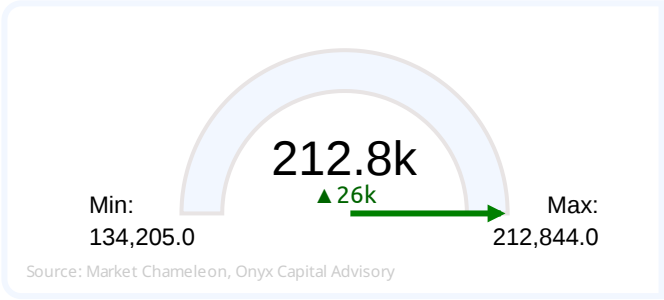 212.8k
▲26k
Min:
134,205.0
Max:
212,844.0
Source: Market Chameleon, Onyx Capital Advisory